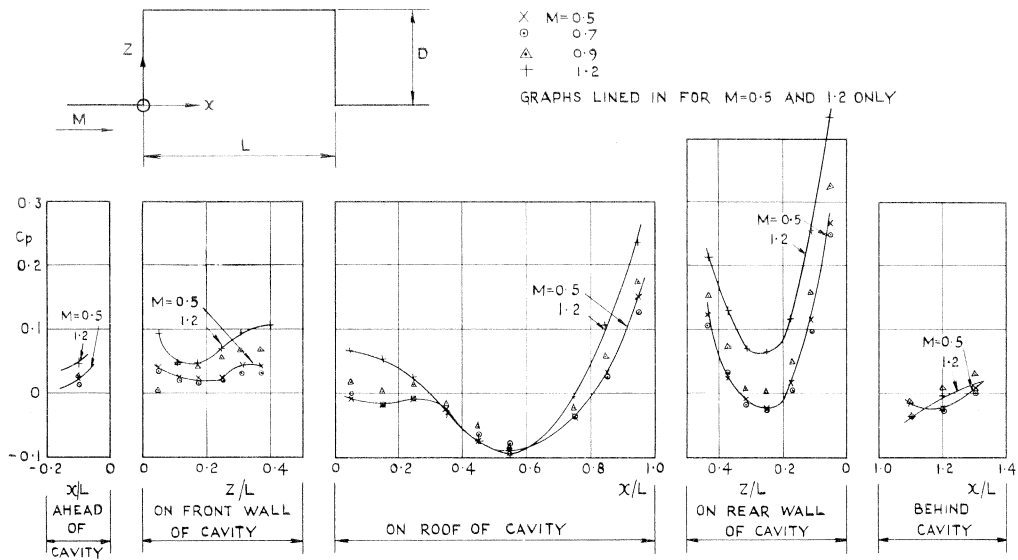 × M=0·5
⊙ 0·7
△ 0·9
+ 1·2
GRAPHS LINED IN FOR M=0·5 AND 1·2 ONLY
Z
D
x
M
L
0·3
Cp
0·2
0·1
0
-0·1
M=0·5
1·2
M=0·5
1·2
M=0·5
1·2
M=0·5
1·2
M=0·5
1·2
-0·2 0
0 0·2 0·4
0 0·2 0·4 0·6 0·8 1·0
0·4 0·2 0
1·0 1·2 1·4
x/L
Z/L
x/L
Z/L
x/L
AHEAD
OF
CAVITY
ON FRONT WALL
OF CAVITY
ON ROOF OF CAVITY
ON REAR WALL
OF CAVITY
BEHIND
CAVITY